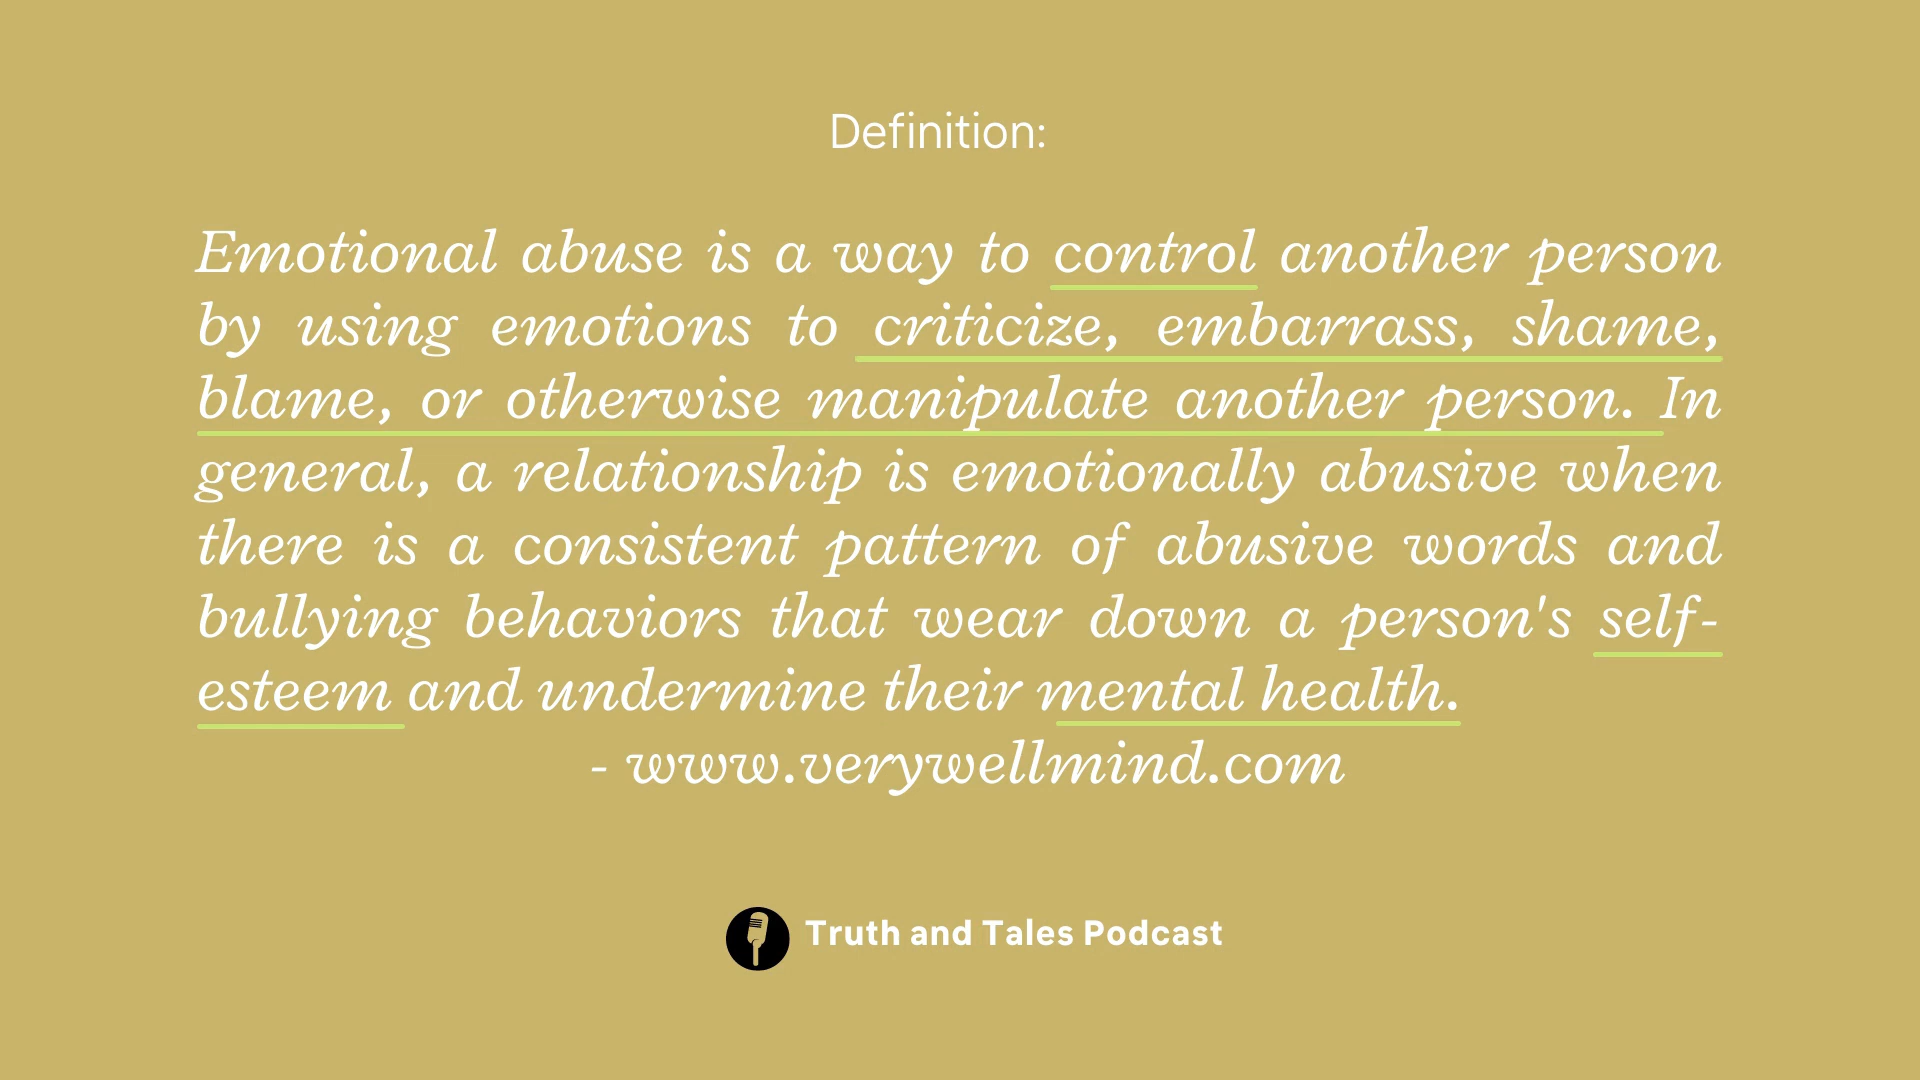 Definition:
Emotional abuse is a way to control another person
by using emotions to criticize, embarrass, shame,
blame, or otherwise manipulate another person. In
general, a relationship is emotionally abusive when
there is a consistent pattern of abusive words and
bullying behaviors that wear down a person's self-
esteem and undermine their mental health.
- www.verywellmind.com
Truth and Tales Podcast